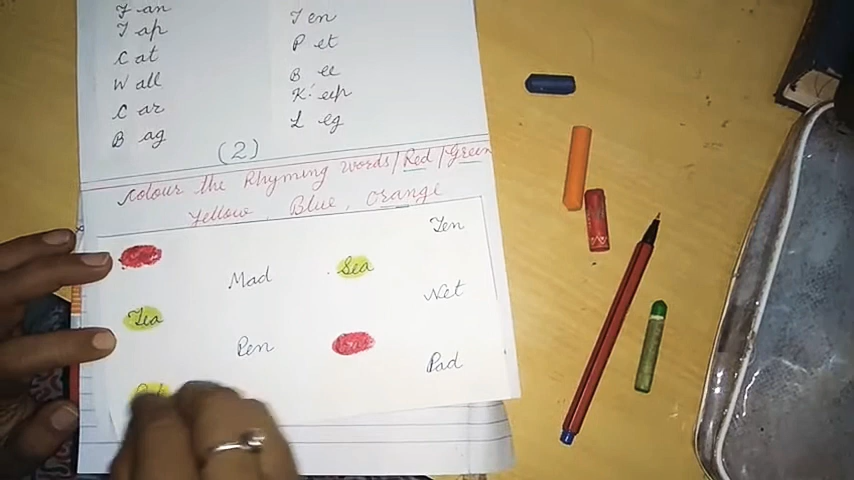 Fan Ten
Tap Pet
Cat Bee
Wall Keep
Car Leg
Bag
(2)
Colour the Rhyming words/Red/Green
Yellow, Blue, orange
Ten
Mad Sea
Net
Tea
Pen
Pad